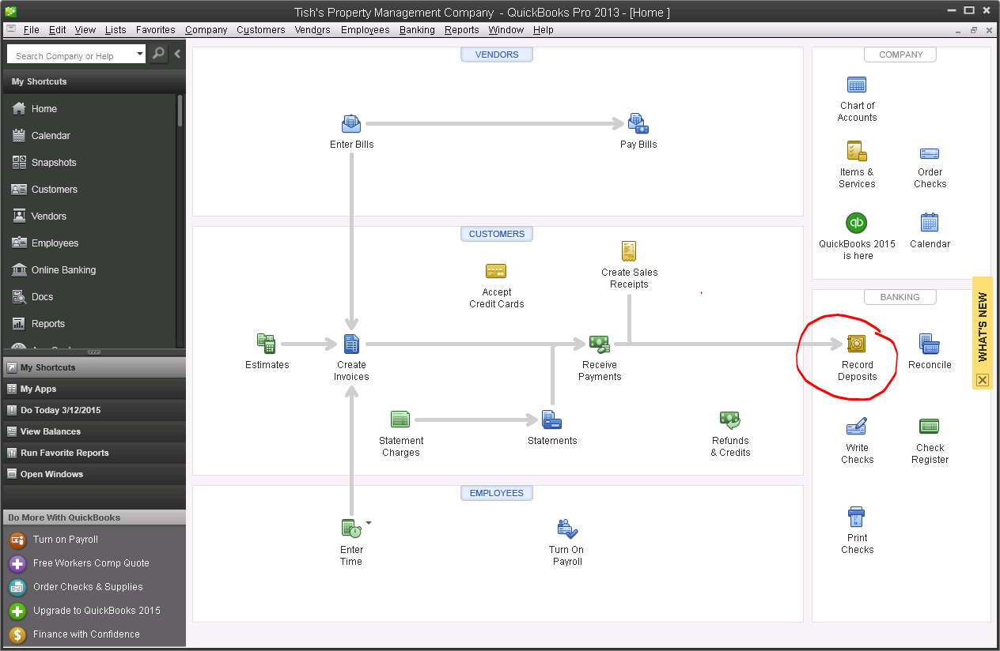 Tish's Property Management Company - QuickBooks Pro 2013 - [Home ]
File Edit View Lists Favorites Company Customers Vendors Employees Banking Reports Window Help
Search Company or Help
My Shortcuts
Home
Calendar
Snapshots
Customers
Vendors
Employees
Online Banking
Docs
Reports
My Shortcuts
My Apps
Do Today 3/12/2015
View Balances
Run Favorite Reports
Open Windows
Do More With QuickBooks
Turn on Payroll
Free Workers Comp Quote
Order Checks & Supplies
Upgrade to QuickBooks 2015
Finance with Confidence
VENDORS
Enter Bills
Pay Bills
CUSTOMERS
Accept
Credit Cards
Create Sales
Receipts
Estimates
Create
Invoices
Receive
Payments
Statement
Charges
Statements
Refunds
& Credits
EMPLOYEES
Enter
Time
Turn On
Payroll
COMPANY
Chart of
Accounts
Items &
Services
Order
Checks
qb
QuickBooks 2015
is here
Calendar
BANKING
Record
Deposits
Reconcile
Write
Checks
Check
Register
Print
Checks
WHAT'S NEW